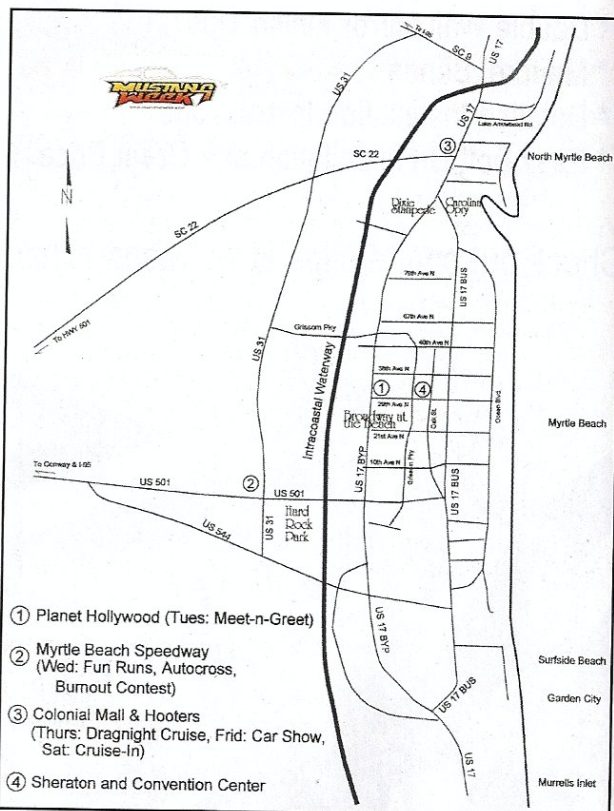 To I-95
SC 9
US 17
US 31
MUSTANG
WEEK
US 17
Lake Arrowhead Rd
SC 22
North Myrtle Beach
N
Dixie
Stampede
Carolina
Opry
SC 22
79th Ave N
US 17 BUS
67th Ave N
To HWY 501
Grissom Pky
US 31
48th Ave N
Intracoastal Waterway
38th Ave N
29th Ave N
Oak St.
Ocean Blvd.
Broadway at
the Beach
Myrtle Beach
21st Ave N
To Conway & I-95
10th Ave N
Grissom Pky
US 17 BYP
US 17 BUS
US 501
US 501
US 544
US 31
Hard
Rock
Park
① Planet Hollywood (Tues: Meet-n-Greet)
US 17 BYP
② Myrtle Beach Speedway
(Wed: Fun Runs, Autocross,
Burnout Contest)
Surfside Beach
US 17 BUS
Garden City
③ Colonial Mall & Hooters
(Thurs: Dragnight Cruise, Frid: Car Show,
Sat: Cruise-In)
US 17
④ Sheraton and Convention Center
Murrells Inlet
③
①
④
②